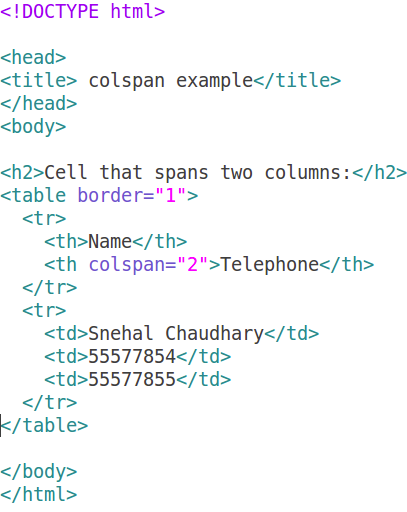 <!DOCTYPE html>
<head>
<title> colspan example</title>
</head>
<body>
<h2>Cell that spans two columns:</h2>
<table border="1">
<tr>
<th>Name</th>
<th colspan="2">Telephone</th>
</tr>
<tr>
<td>Snehal Chaudhary</td>
<td>55577854</td>
<td>55577855</td>
</tr>
</table>
</body>
</html>